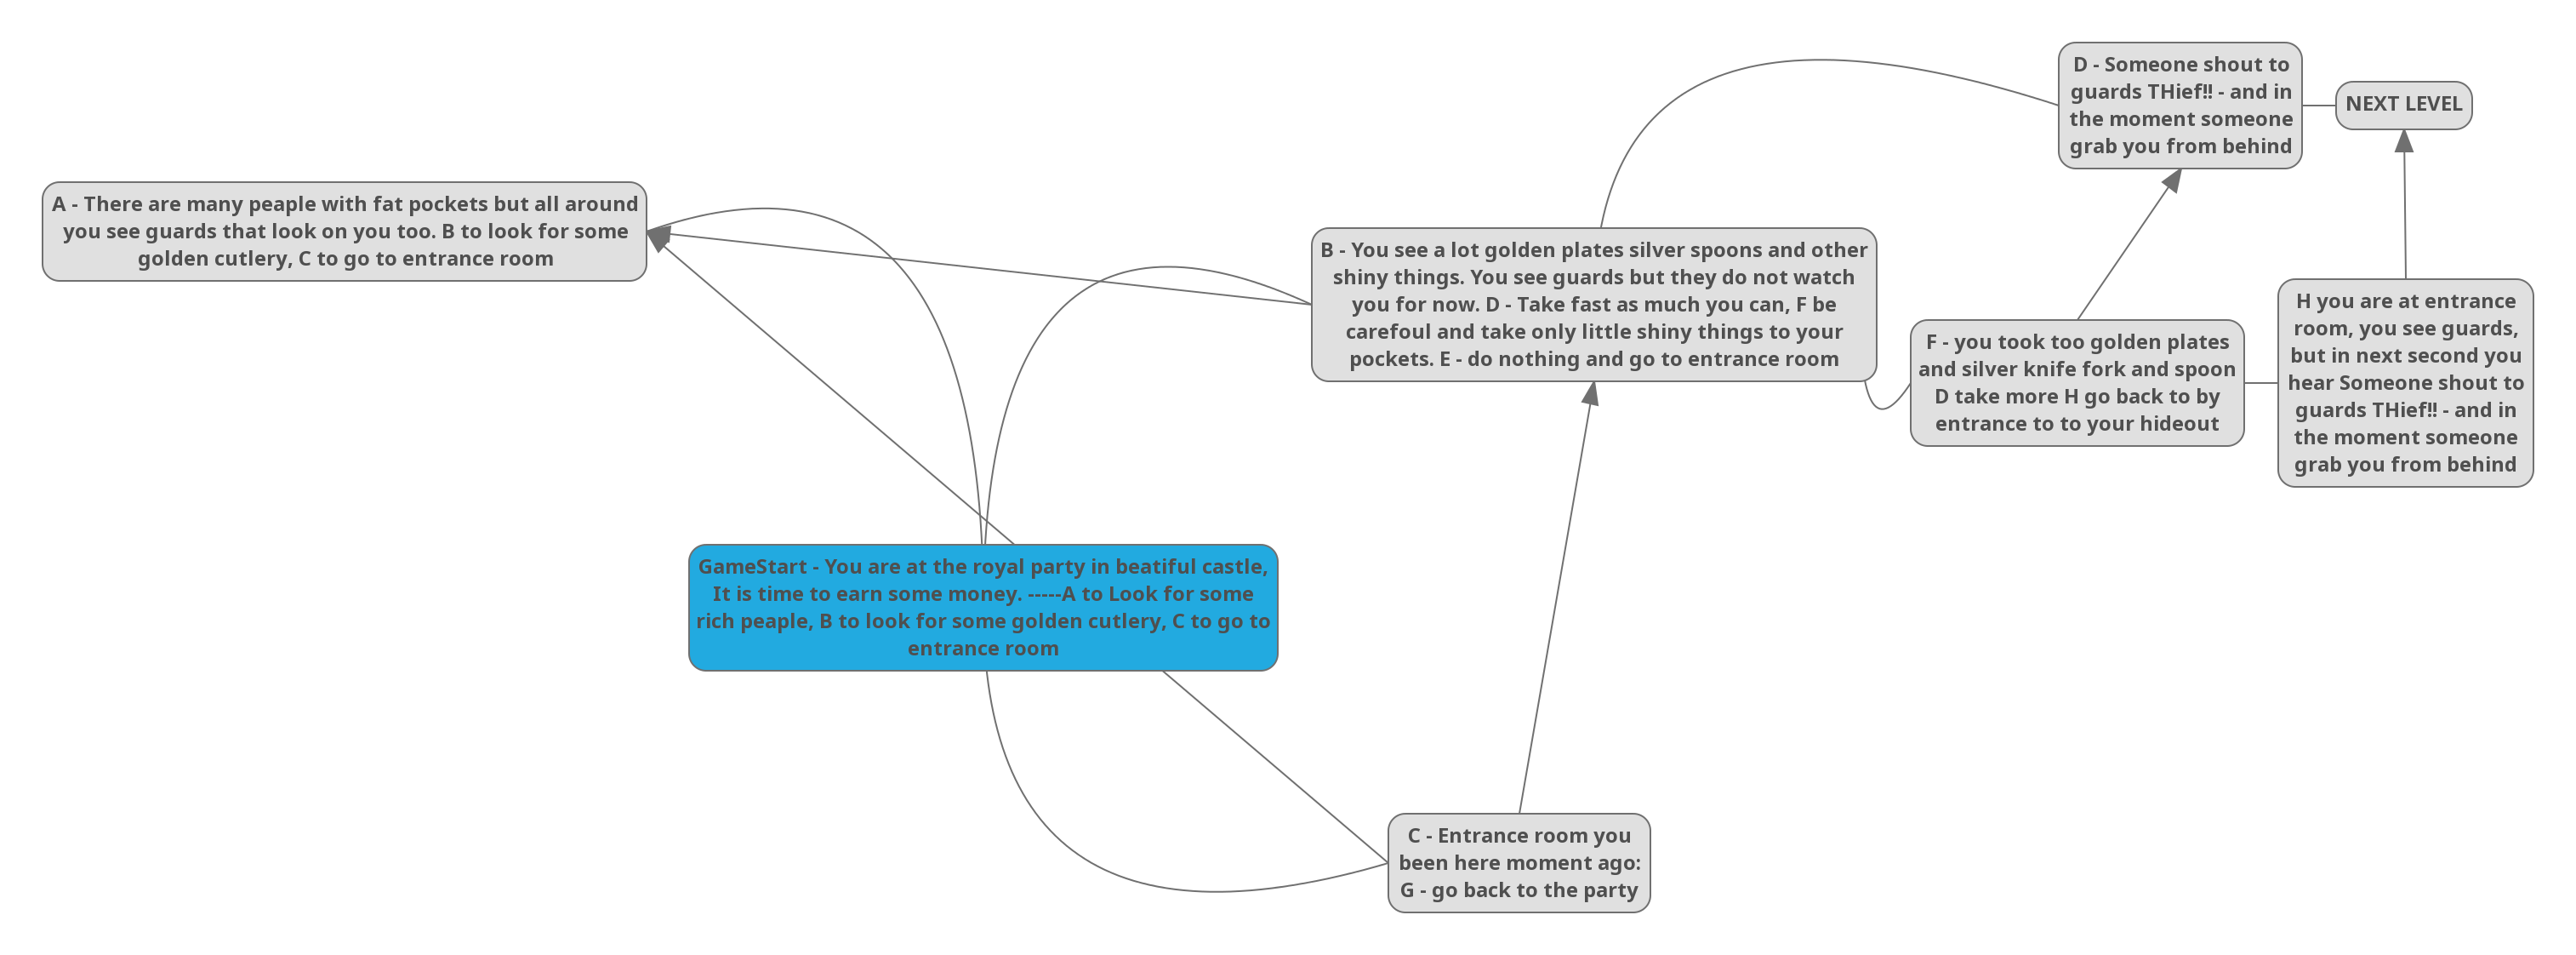 D - Someone shout to
guards THief!! - and in
the moment someone
grab you from behind
NEXT LEVEL
A - There are many peaple with fat pockets but all around
you see guards that look on you too. B to look for some
golden cutlery, C to go to entrance room
B - You see a lot golden plates silver spoons and other
shiny things. You see guards but they do not watch
you for now. D - Take fast as much you can, F be
carefoul and take only little shiny things to your
pockets. E - do nothing and go to entrance room
F - you took too golden plates
and silver knife fork and spoon
D take more H go back to by
entrance to to your hideout
H you are at entrance
room, you see guards,
but in next second you
hear Someone shout to
guards THief!! - and in
the moment someone
grab you from behind
GameStart - You are at the royal party in beatiful castle,
It is time to earn some money. -----A to Look for some
rich peaple, B to look for some golden cutlery, C to go to
entrance room
C - Entrance room you
been here moment ago:
G - go back to the party